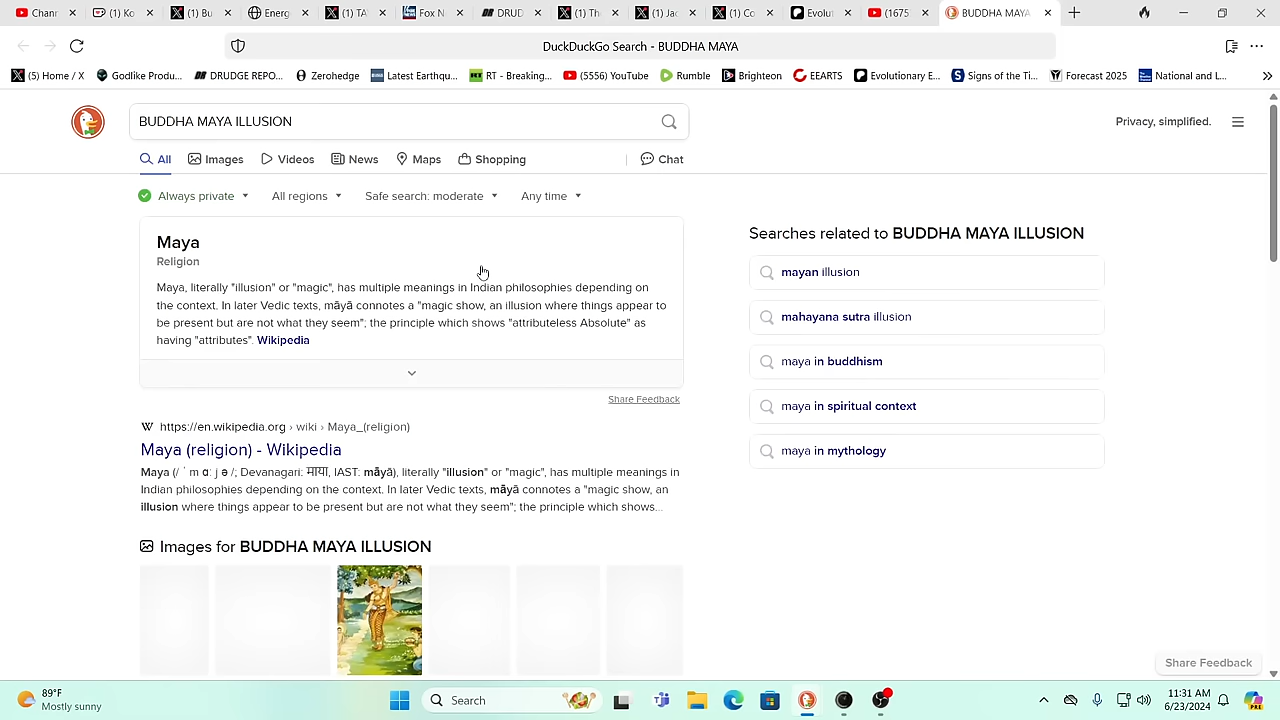 Chann
(1) Ko
(1) Bu
Energ
(1) TA
Fox N
DRUD
(1) Th
(1) Jac
(1) Co
Evolut
(1675
BUDDHA MAYA
DuckDuckGo Search - BUDDHA MAYA
(5) Home / X
Godlike Produ...
DRUDGE REPO...
Zerohedge
Latest Earthqu...
RT - Breaking...
(5556) YouTube
Rumble
Brighteon
EEARTS
Evolutionary E...
Signs of the Ti...
Forecast 2025
National and L...
BUDDHA MAYA ILLUSION
Privacy, simplified.
All Images Videos News Maps Shopping Chat
Always private All regions Safe search: moderate Any time
Maya
Religion
Maya, literally "illusion" or "magic", has multiple meanings in Indian philosophies depending on
the context. In later Vedic texts, māyā connotes a "magic show, an illusion where things appear to
be present but are not what they seem"; the principle which shows "attributeless Absolute" as
having "attributes". Wikipedia
Share Feedback
W https://en.wikipedia.org › wiki › Maya_(religion)
Maya (religion) - Wikipedia
Maya (/ ˈ m ɑː j ə /; Devanagari: माया, IAST: māyā), literally "illusion" or "magic", has multiple meanings in
Indian philosophies depending on the context. In later Vedic texts, māyā connotes a "magic show, an
illusion where things appear to be present but are not what they seem"; the principle which shows...
Images for BUDDHA MAYA ILLUSION
Searches related to BUDDHA MAYA ILLUSION
mayan illusion
mahayana sutra illusion
maya in buddhism
maya in spiritual context
maya in mythology
Share Feedback
89°F
Mostly sunny
Search
11:31 AM
6/23/2024